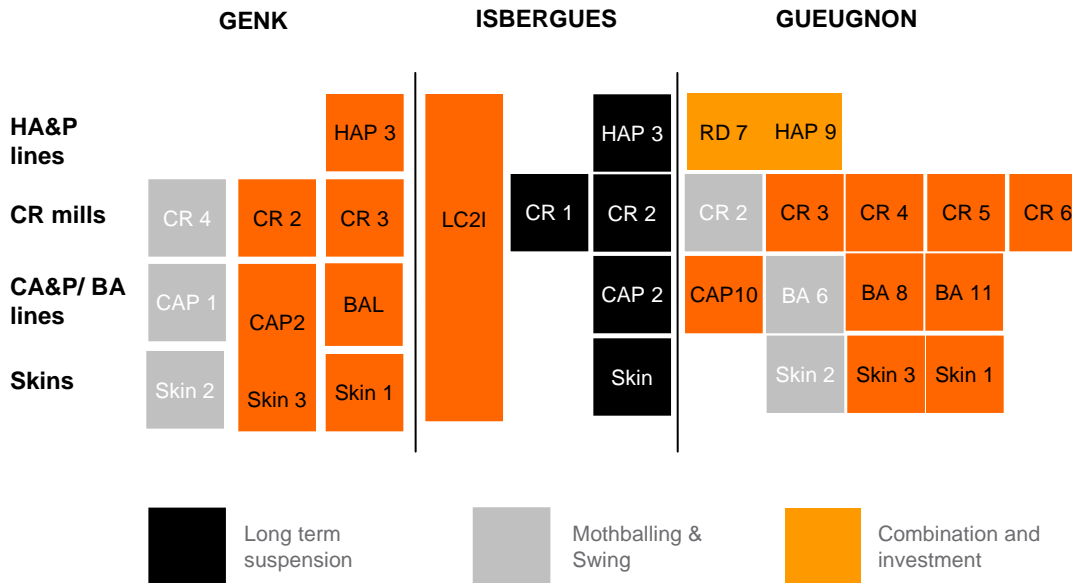 GENK ISBERGUES GUEUGNON
HA&P
lines
HAP 3 HAP 3 RD 7 HAP 9
CR mills
CR 4 CR 2 CR 3 LC2I CR 1 CR 2 CR 2 CR 3 CR 4 CR 5 CR 6
CA&P/ BA
lines
CAP 1 CAP2 BAL CAP 2 CAP10 BA 6 BA 8 BA 11
Skins
Skin 2 Skin 3 Skin 1 Skin Skin 2 Skin 3 Skin 1
Long term
suspension
Mothballing &
Swing
Combination and
investment